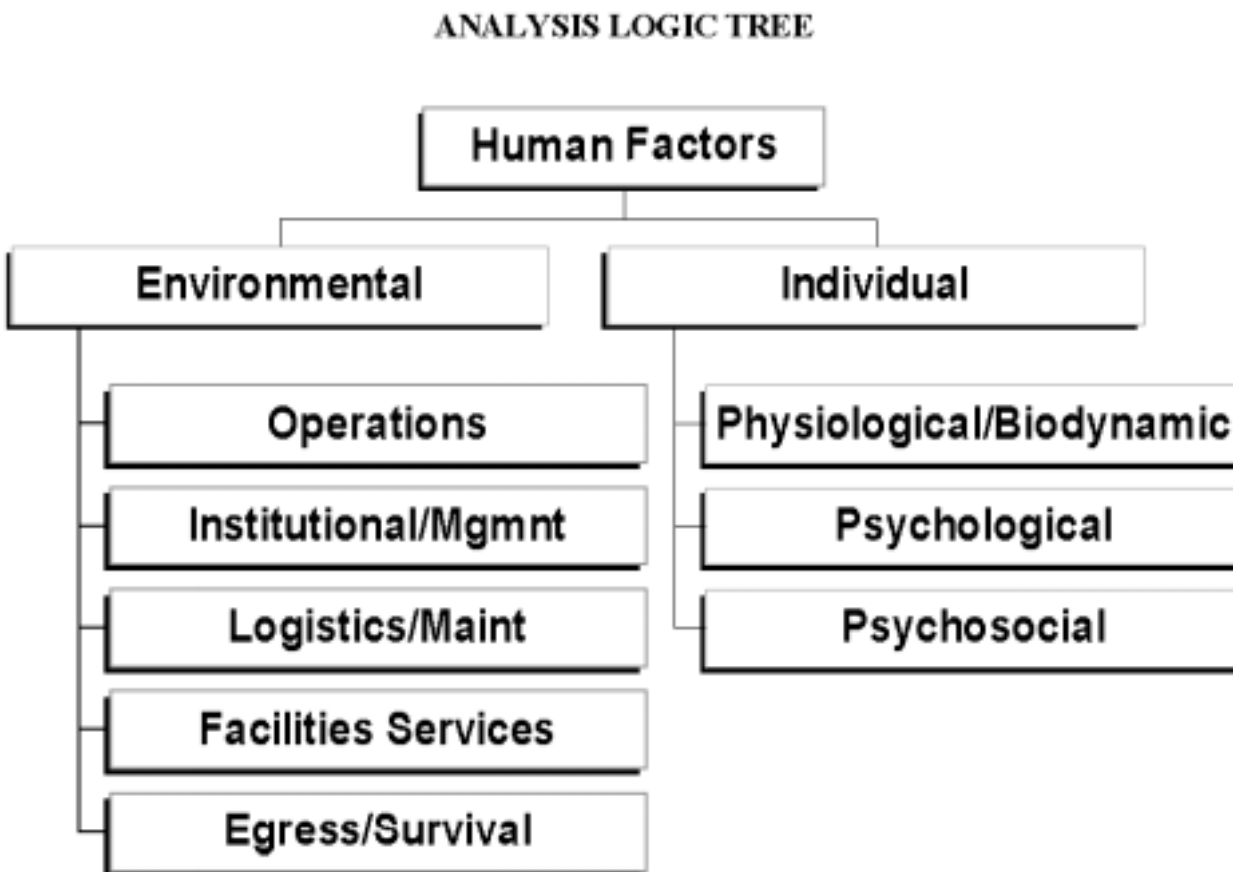 ANALYSIS LOGIC TREE
Human Factors
Environmental
Operations
Institutional/Mgmnt
Logistics/Maint
Facilities Services
Egress/Survival
Individual
Physiological/Biodynamic
Psychological
Psychosocial